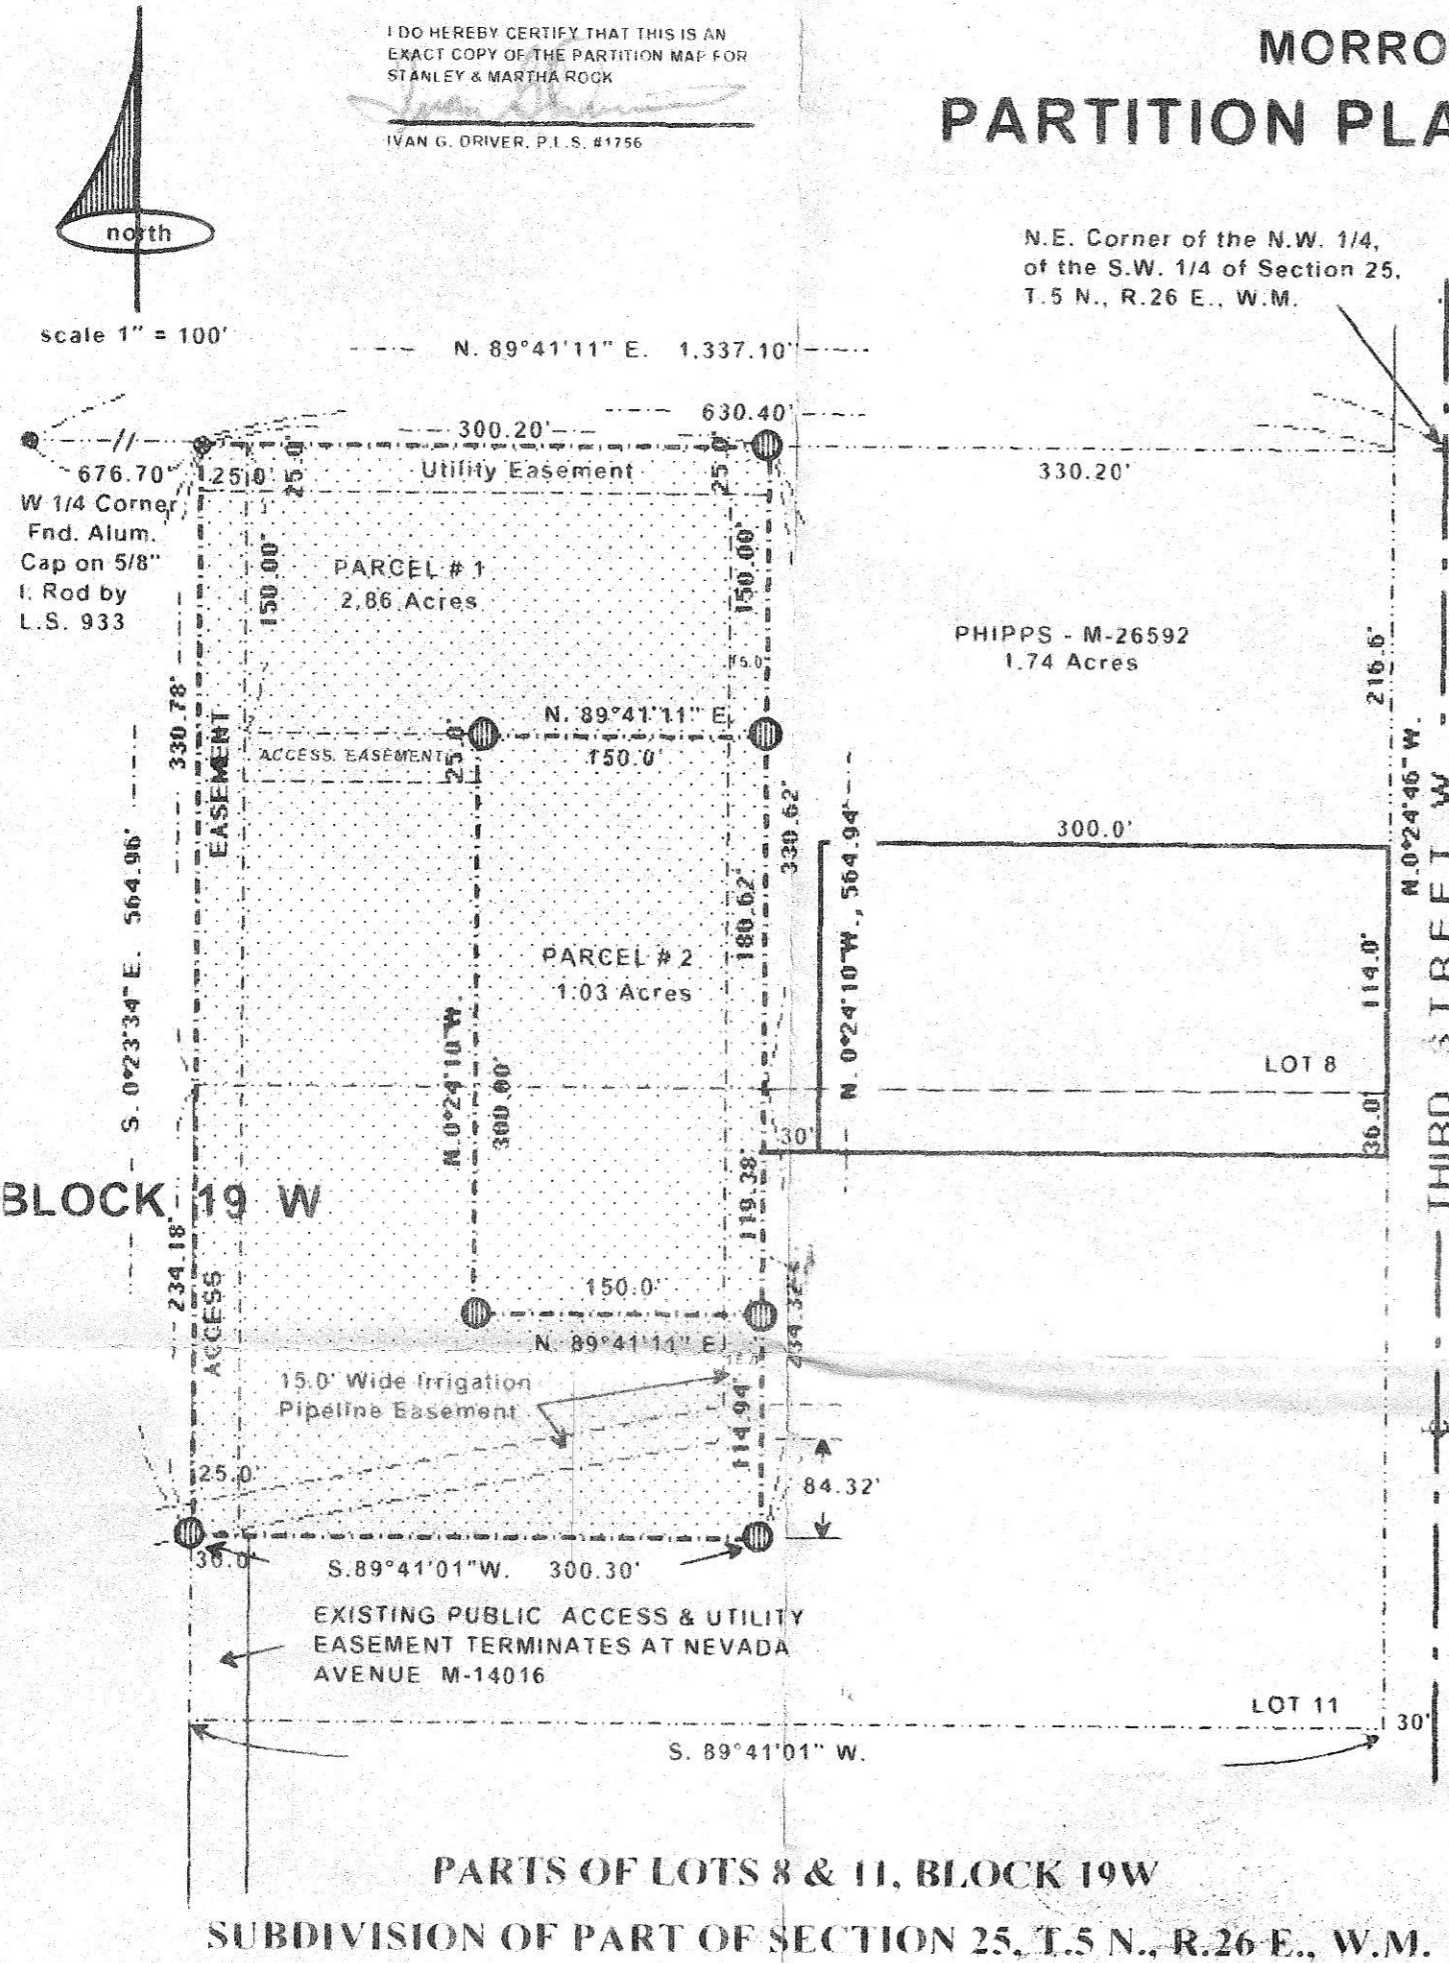 I DO HEREBY CERTIFY THAT THIS IS AN
EXACT COPY OF THE PARTITION MAP FOR
STANLEY & MARTHA ROCK
IVAN G. DRIVER, P.L.S. #1756
MORRO
PARTITION PLA
north
scale 1" = 100'
N.E. Corner of the N.W. 1/4,
of the S.W. 1/4 of Section 25,
T.5 N., R.26 E., W.M.
N. 89°41'11" E. 1,337.10'
630.40'
300.20'
676.70'
25.0'
25.0'
Utility Easement
25.0'
330.20'
W 1/4 Corner
Fnd. Alum.
Cap on 5/8"
I. Rod by
L.S. 933
150.00'
PARCEL # 1
2.86 Acres
150.00'
15.0'
PHIPPS - M-26592
1.74 Acres
216.6'
330.78'
EASEMENT
N. 89°41'11" E.
150.0'
ACCESS EASEMENT
25.0'
N.0°24'46" W.
S. 0°23'34" E. 564.96'
330.62'
180.62'
N. 0°24'10"W., 564.94'
300.0'
114.0'
PARCEL # 2
1.03 Acres
N.0°24'10"W.
300.00'
LOT 8
36.0'
30'
THIRD STREET W
BLOCK 19 W
119.38'
234.18'
ACCESS
150.0'
N. 89°41'11" E.
234.32'
15.0' Wide Irrigation
Pipeline Easement
114.94'
25.0'
84.32'
30.0'
S.89°41'01"W. 300.30'
EXISTING PUBLIC ACCESS & UTILITY
EASEMENT TERMINATES AT NEVADA
AVENUE M-14016
LOT 11
30'
S. 89°41'01" W.
PARTS OF LOTS 8 & 11, BLOCK 19W
SUBDIVISION OF PART OF SECTION 25, T.5 N., R.26 E., W.M.